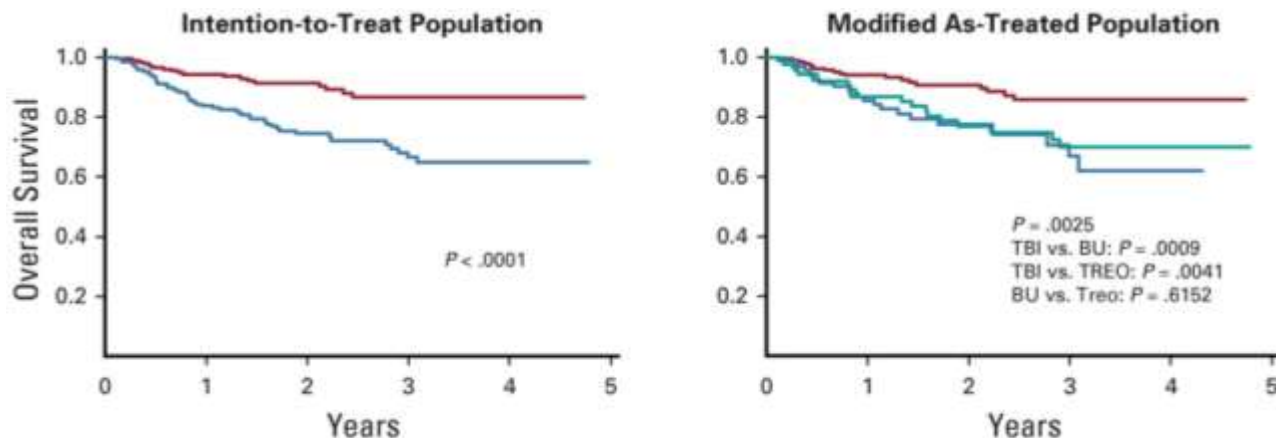 Intention-to-Treat Population
Overall Survival
1.0
0.8
0.6
0.4
0.2
P < .0001
0 1 2 3 4 5
Years
Modified As-Treated Population
1.0
0.8
0.6
0.4
0.2
P = .0025
TBI vs. BU: P = .0009
TBI vs. TREO: P = .0041
BU vs. Treo: P = .6152
0 1 2 3 4 5
Years